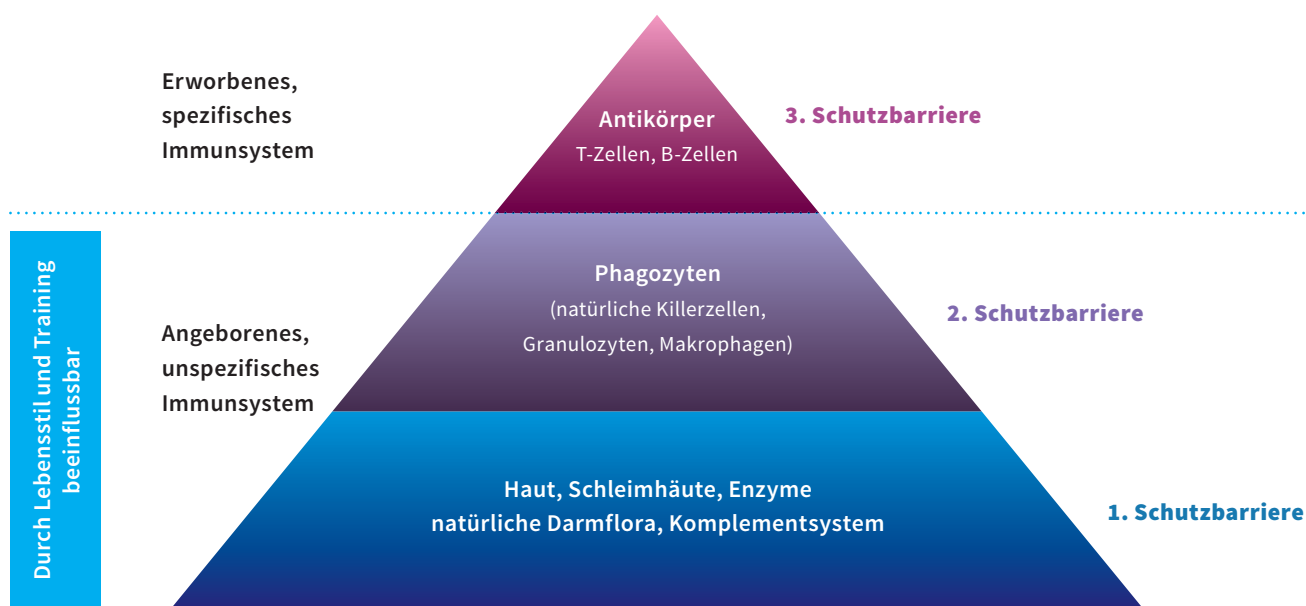 Erworbenes,
spezifisches
Immunsystem
Antikörper
T-Zellen, B-Zellen
3. Schutzbarriere
Durch Lebensstil und Training
beeinflussbar
Angeborenes,
unspezifisches
Immunsystem
Phagozyten
(natürliche Killerzellen,
Granulozyten, Makrophagen)
2. Schutzbarriere
Haut, Schleimhäute, Enzyme
natürliche Darmflora, Komplementsystem
1. Schutzbarriere